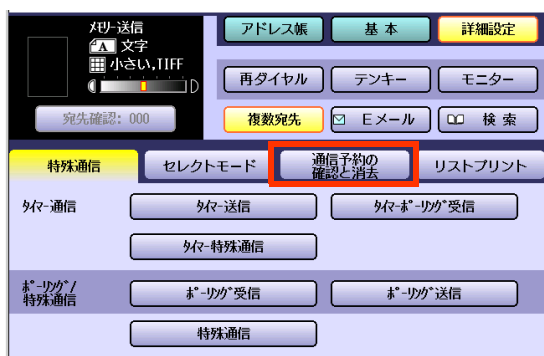 ﾒﾓﾘｰ送信
A 文字
小さい,TIFF
D
宛先確認: 000
アドレス帳
基本
詳細設定
再ダイヤル
テンキー
モニター
複数宛先
Eメール
検索
特殊通信
セレクトモード
通信予約の
確認と消去
リストプリント
ﾀｲﾏｰ通信
ﾀｲﾏｰ送信
ﾀｲﾏｰﾎﾟｰﾘﾝｸﾞ受信
ﾀｲﾏｰ特殊通信
ﾎﾟｰﾘﾝｸﾞ/
特殊通信
ﾎﾟｰﾘﾝｸﾞ受信
ﾎﾟｰﾘﾝｸﾞ送信
特殊通信